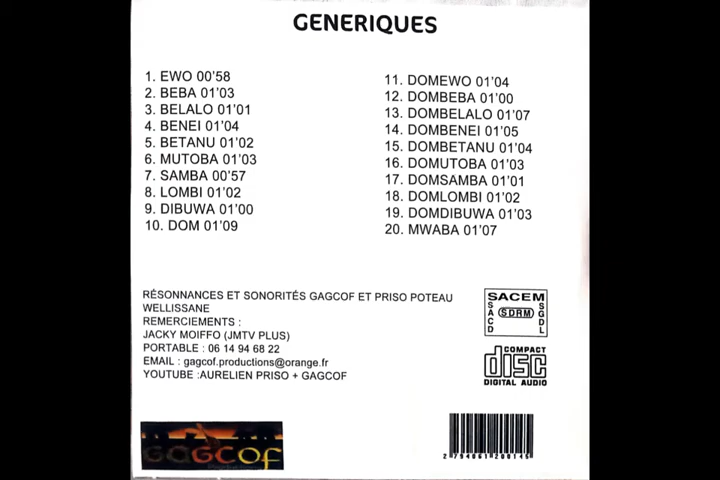 GENERIQUES
1. EWO 00'58
2. BEBA 01'03
3. BELALO 01'01
4. BENEI 01'04
5. BETANU 01'02
6. MUTOBA 01'03
7. SAMBA 00'57
8. LOMBI 01'02
9. DIBUWA 01'00
10. DOM 01'09
11. DOMEWO 01'04
12. DOMBEBA 01'00
13. DOMBELALO 01'07
14. DOMBENEI 01'05
15. DOMBETANU 01'04
16. DOMUTOBA 01'03
17. DOMSAMBA 01'01
18. DOMLOMBI 01'02
19. DOMDIBUWA 01'03
20. MWABA 01'07
RÉSONNANCES ET SONORITÉS GAGCOF ET PRISO POTEAU
WELLISSANE
REMERCIEMENTS :
JACKY MOIFFO (JMTV PLUS)
PORTABLE : 06 14 94 68 22
EMAIL : gagcof.productions@orange.fr
YOUTUBE :AURELIEN PRISO + GAGCOF
SACEM
SACD
SDRM
SGDL
COMPACT
disc
DIGITAL AUDIO
GAGCOF
2 794061 200145